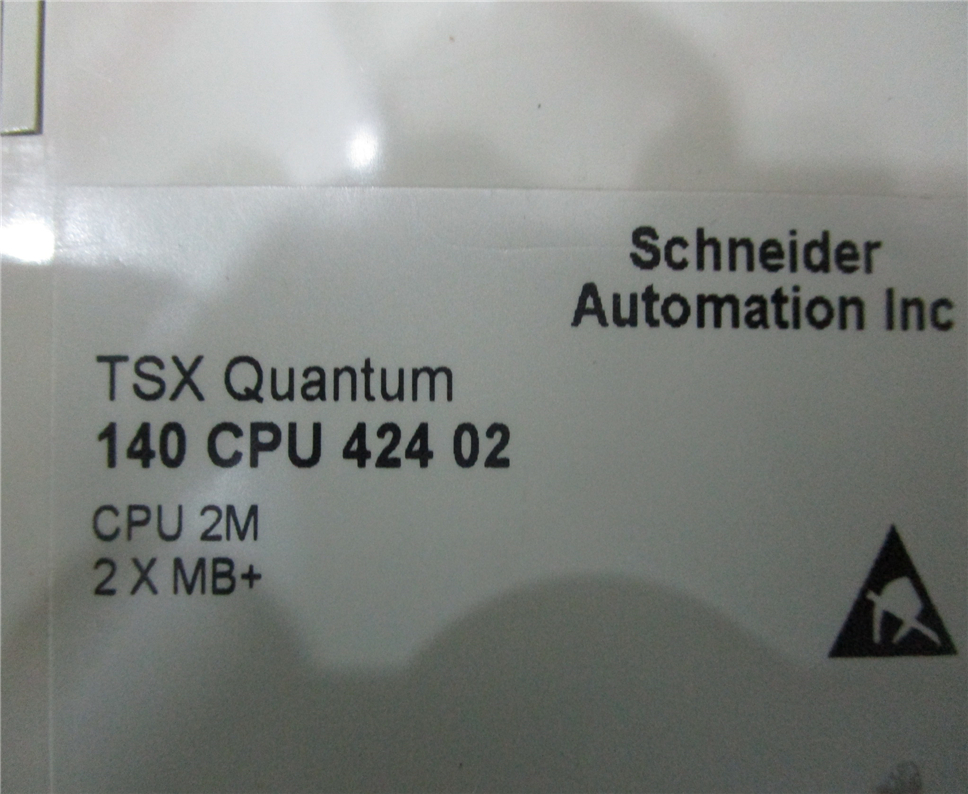 Schneider
Automation Inc
TSX Quantum
140 CPU 424 02
CPU 2M
2 X MB+